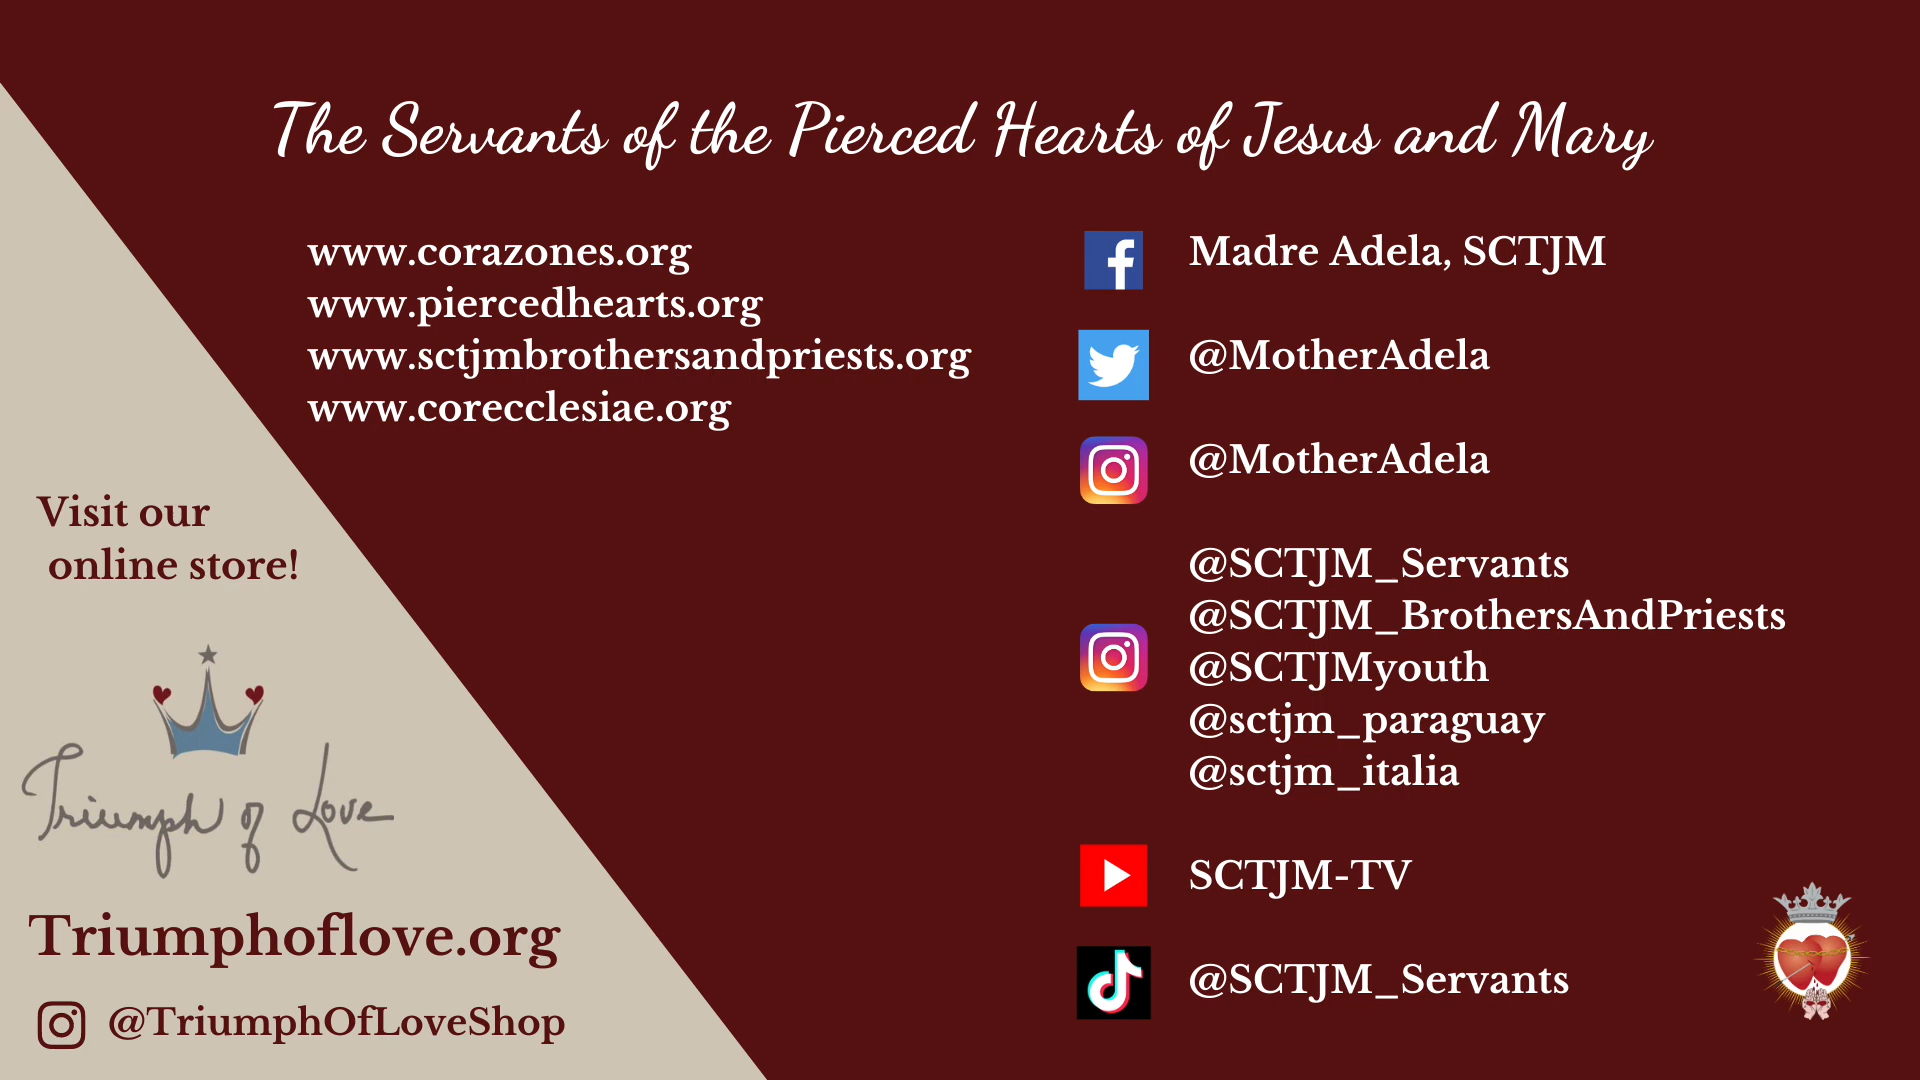 The Servants of the Pierced Hearts of Jesus and Mary
www.corazones.org
www.piercedhearts.org
www.sctjmbrothersandpriests.org
www.corecclesiae.org
Madre Adela, SCTJM
@MotherAdela
@MotherAdela
@SCTJM_Servants
@SCTJM_BrothersAndPriests
@SCTJMyouth
@sctjm_paraguay
@sctjm_italia
SCTJM-TV
@SCTJM_Servants
Visit our
online store!
Triumph of Love
Triumphoflove.org
@TriumphOfLoveShop